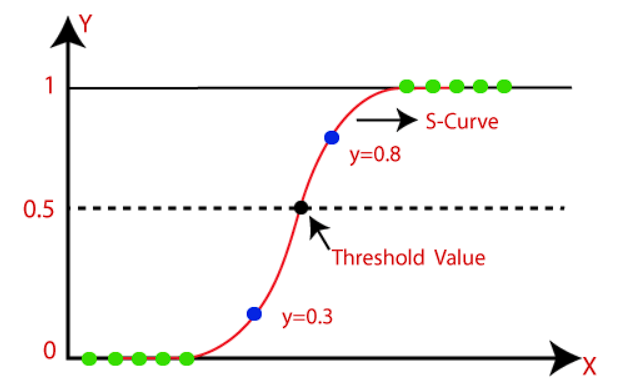 Y
1
S-Curve
y=0.8
0.5
Threshold Value
y=0.3
0
X